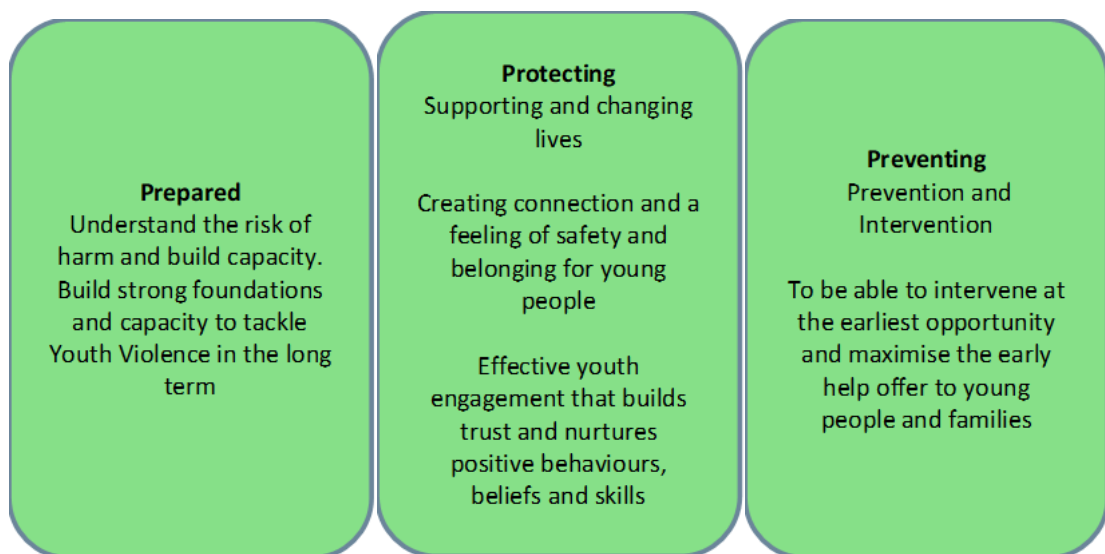 Prepared
Understand the risk of
harm and build capacity.
Build strong foundations
and capacity to tackle
Youth Violence in the long
term
Protecting
Supporting and changing
lives
Creating connection and a
feeling of safety and
belonging for young
people
Effective youth
engagement that builds
trust and nurtures
positive behaviours,
beliefs and skills
Preventing
Prevention and
Intervention
To be able to intervene at
the earliest opportunity
and maximise the early
help offer to young
people and families